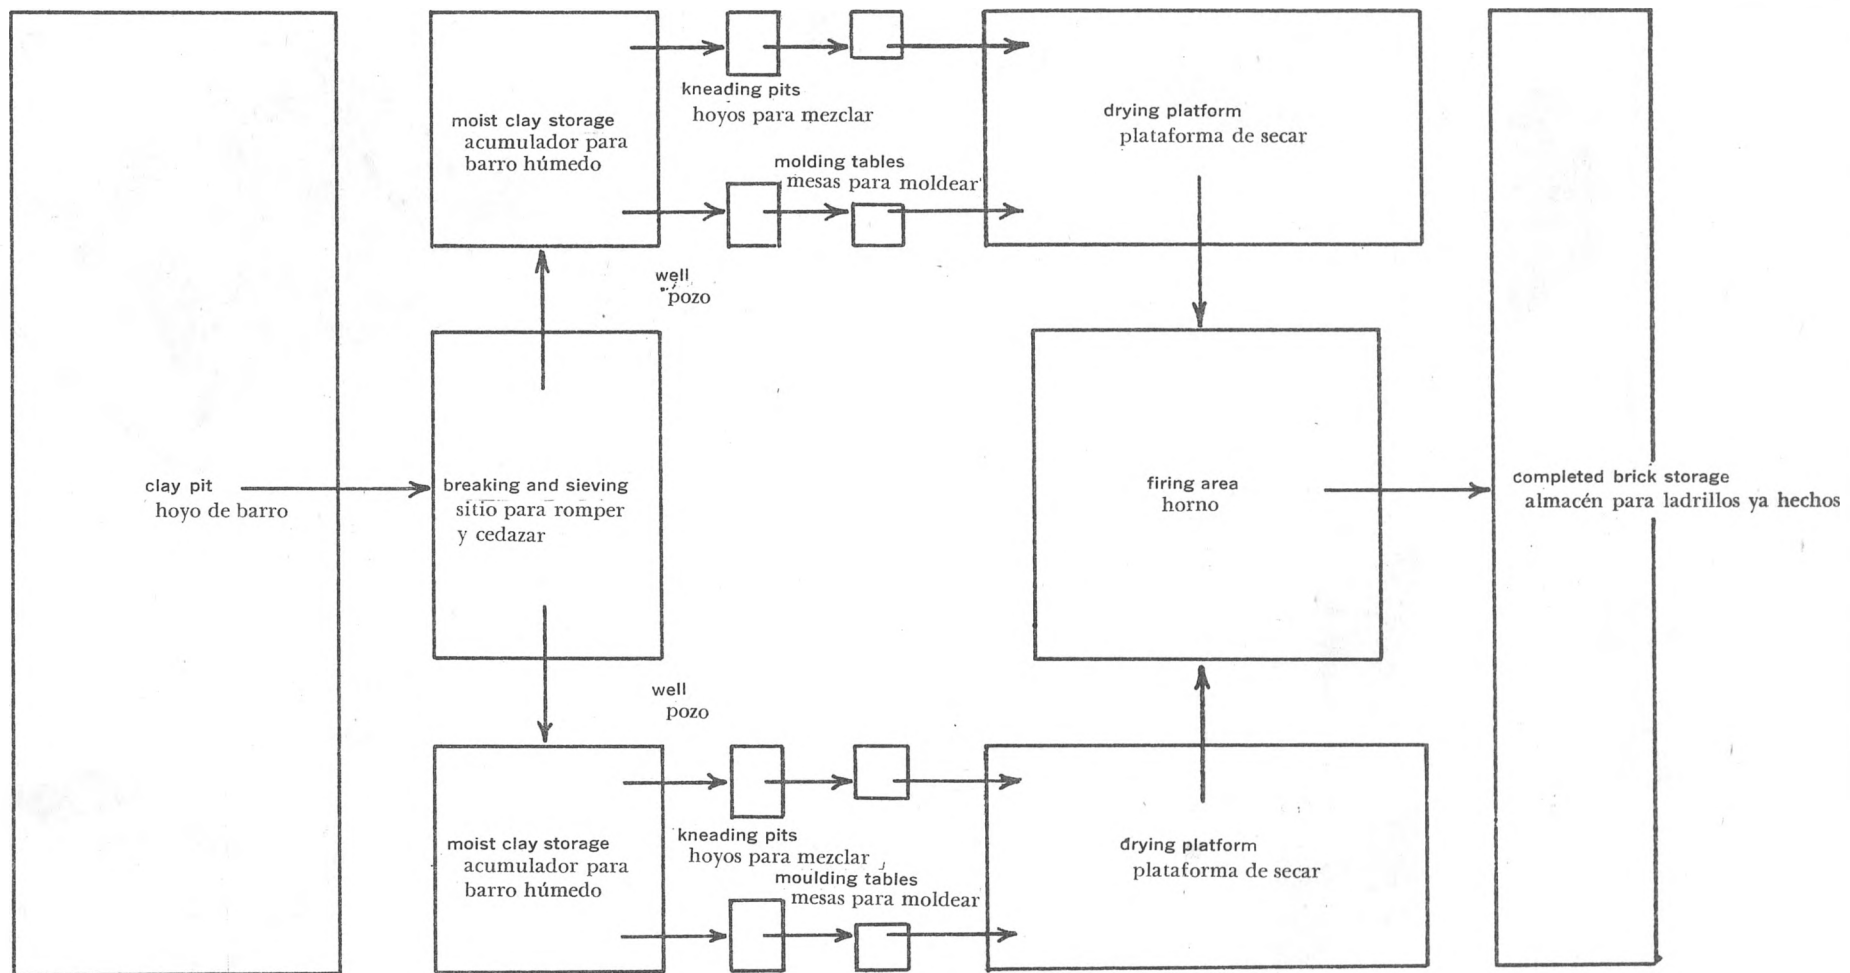 kneading pits
hoyos para mezclar
moist clay storage
acumulador para
barro húmedo
drying platform
plataforma de secar
molding tables
mesas para moldear
well
pozo
clay pit
hoyo de barro
breaking and sieving
sitio para romper
y cedazar
firing area
horno
completed brick storage
almacén para ladrillos ya hechos
well
pozo
moist clay storage
acumulador para
barro húmedo
kneading pits
hoyos para mezclar
moulding tables
mesas para moldear
drying platform
plataforma de secar